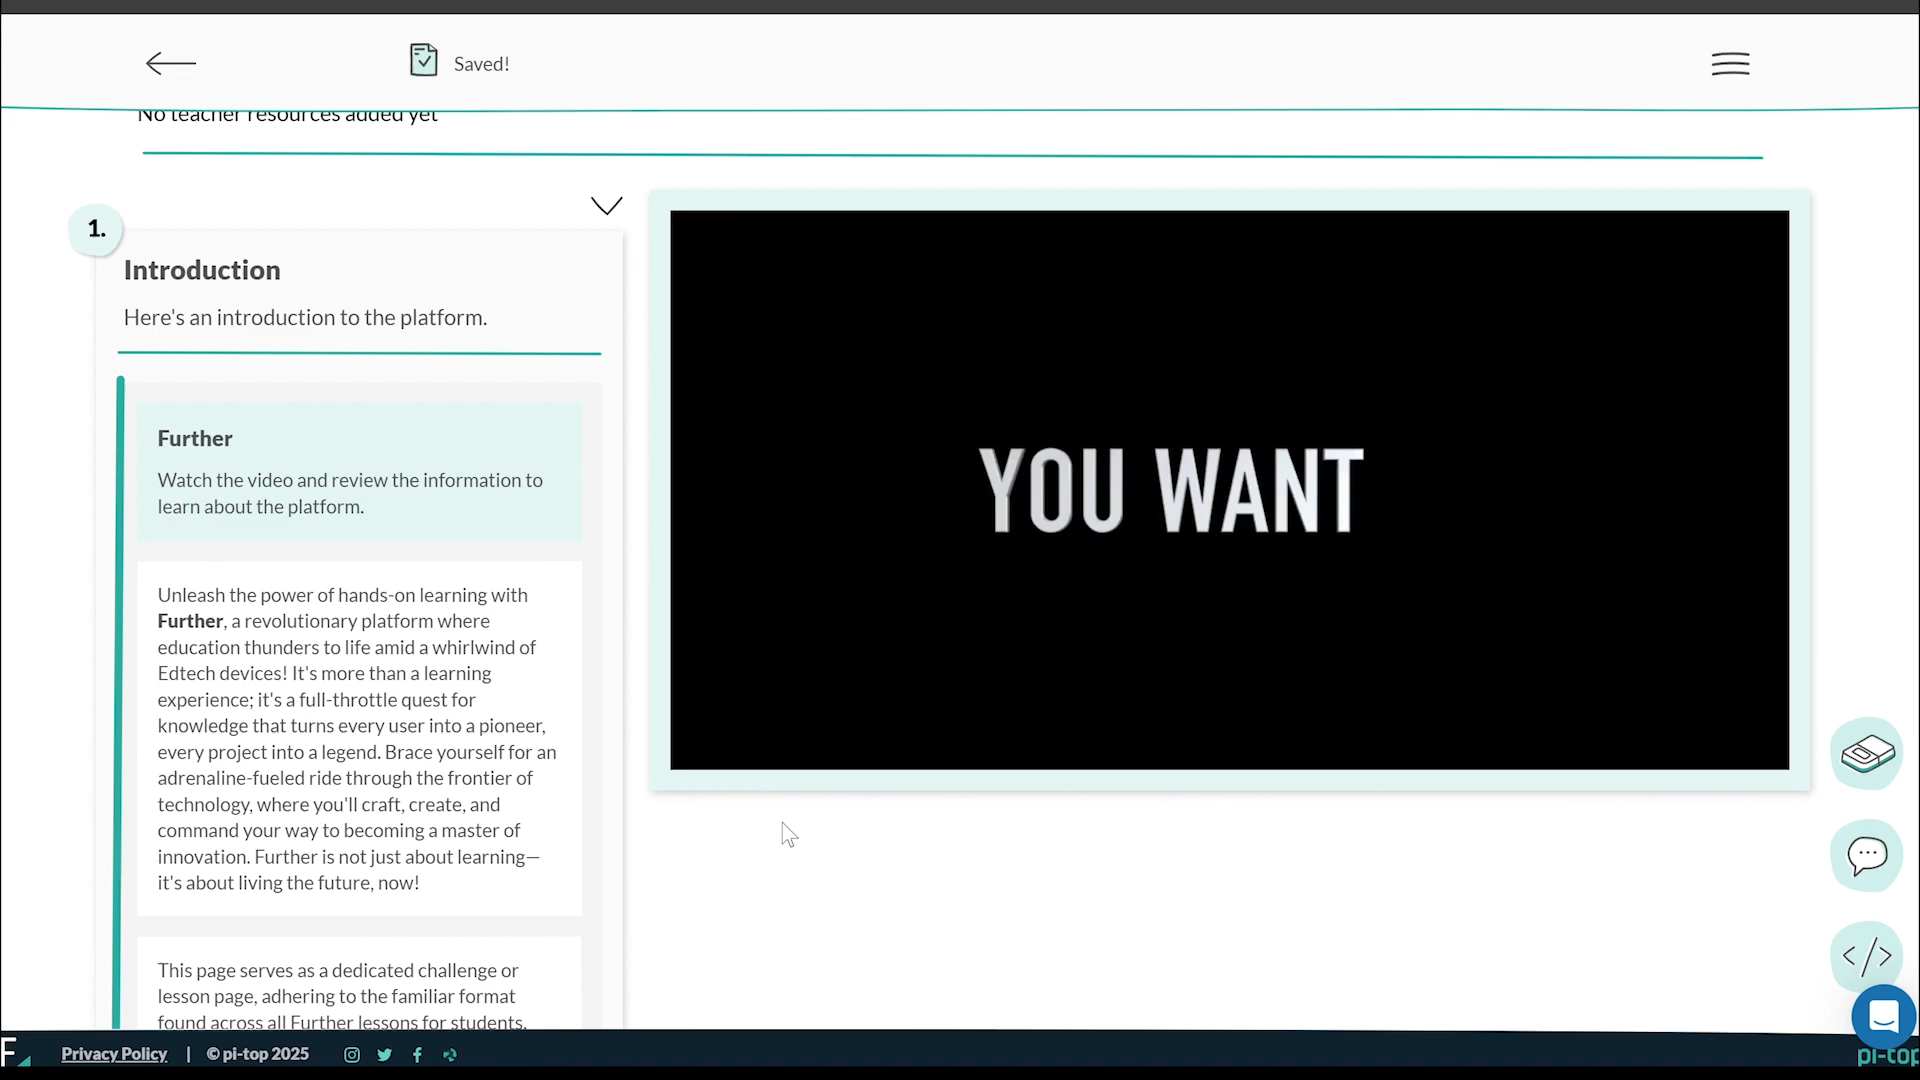 Saved!
No teacher resources added yet
1.
Introduction
Here's an introduction to the platform.
Further
Watch the video and review the information to
learn about the platform.
Unleash the power of hands-on learning with
Further, a revolutionary platform where
education thunders to life amid a whirlwind of
Edtech devices! It's more than a learning
experience; it's a full-throttle quest for
knowledge that turns every user into a pioneer,
every project into a legend. Brace yourself for an
adrenaline-fueled ride through the frontier of
technology, where you'll craft, create, and
command your way to becoming a master of
innovation. Further is not just about learning—
it's about living the future, now!
This page serves as a dedicated challenge or
lesson page, adhering to the familiar format
found across all Further lessons for students.
YOU WANT
F
Privacy Policy | © pi-top 2025
pi-top